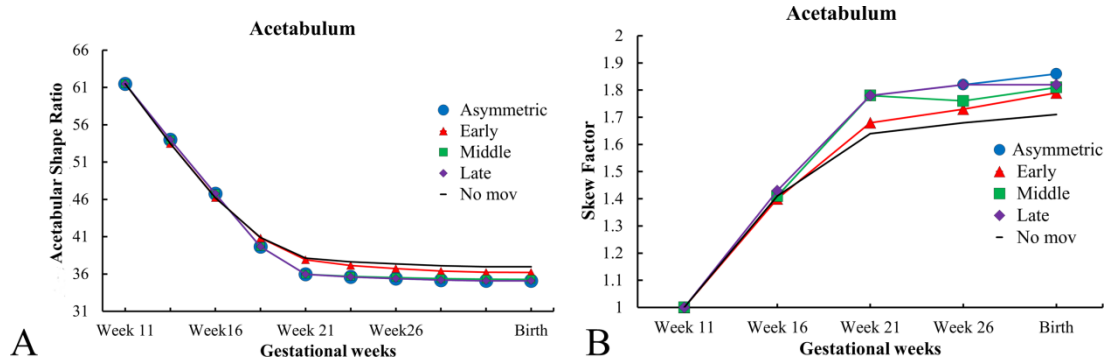 Acetabulum
Acetabular Shape Ratio
66
61
56
51
46
41
36
31
Asymmetric
Early
Middle
Late
No mov
Week 11
Week16
Week 21
Week26
Birth
Gestational weeks
A
Acetabulum
Skew Factor
2
1.9
1.8
1.7
1.6
1.5
1.4
1.3
1.2
1.1
1
Asymmetric
Early
Middle
Late
No mov
Week 11
Week 16
Week 21
Week 26
Birth
Gestational weeks
B